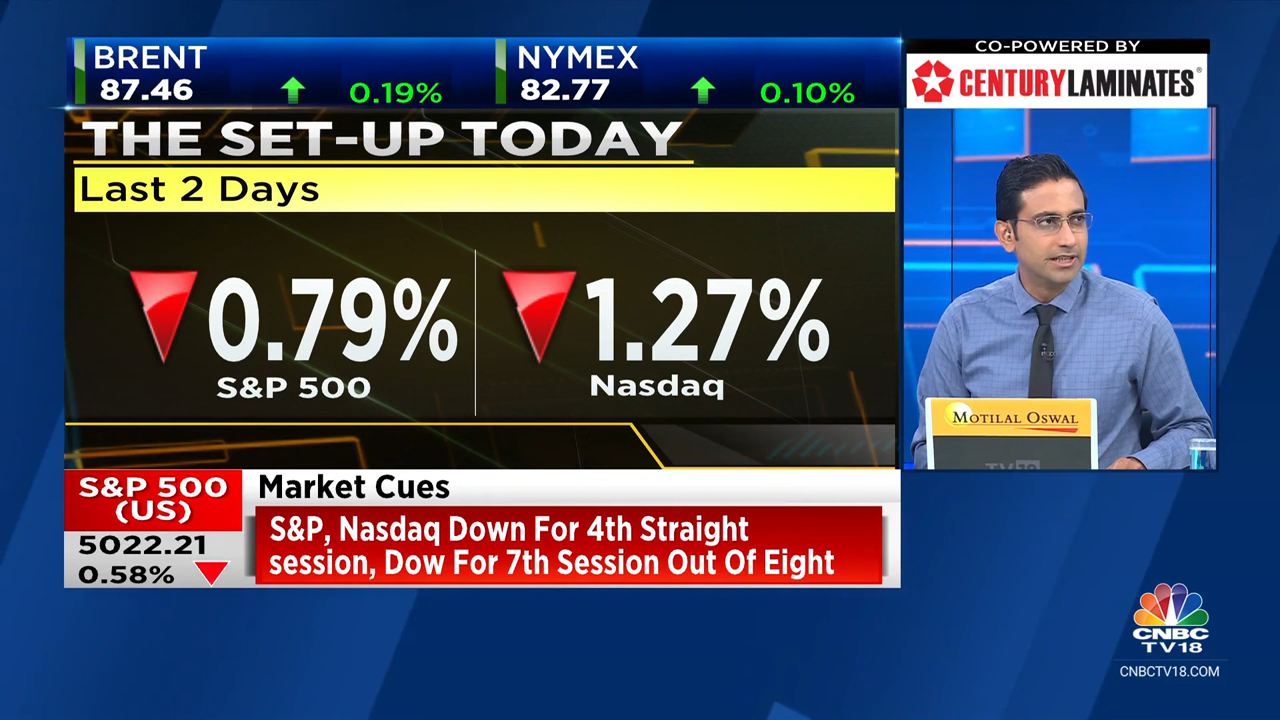 BRENT
87.46 0.19%
NYMEX
82.77 0.10%
CO-POWERED BY
CENTURYLAMINATES®
THE SET-UP TODAY
Last 2 Days
0.79%
S&P 500
1.27%
Nasdaq
MOTILAL OSWAL
TV18
S&P 500
(US)
5022.21
0.58%
Market Cues
S&P, Nasdaq Down For 4th Straight
session, Dow For 7th Session Out Of Eight
CNBC
TV18
CNBCTV18.COM